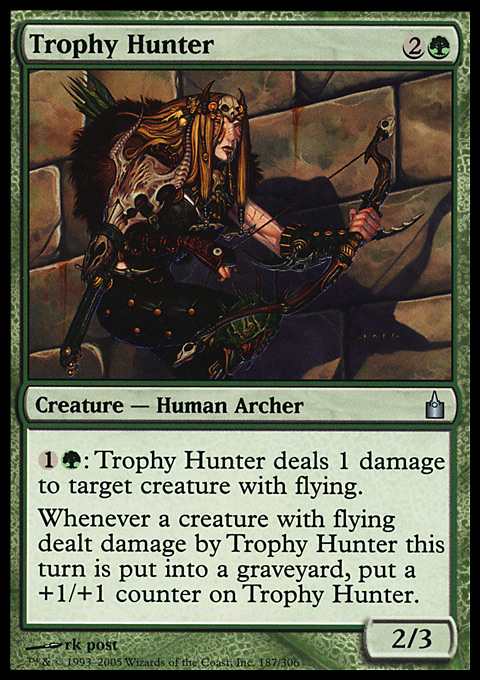 Trophy Hunter 2
Creature — Human Archer
1 : Trophy Hunter deals 1 damage
to target creature with flying.
Whenever a creature with flying
dealt damage by Trophy Hunter this
turn is put into a graveyard, put a
+1/+1 counter on Trophy Hunter.
rk post
2/3
™ & © 1993–2005 Wizards of the Coast, Inc. 187/306